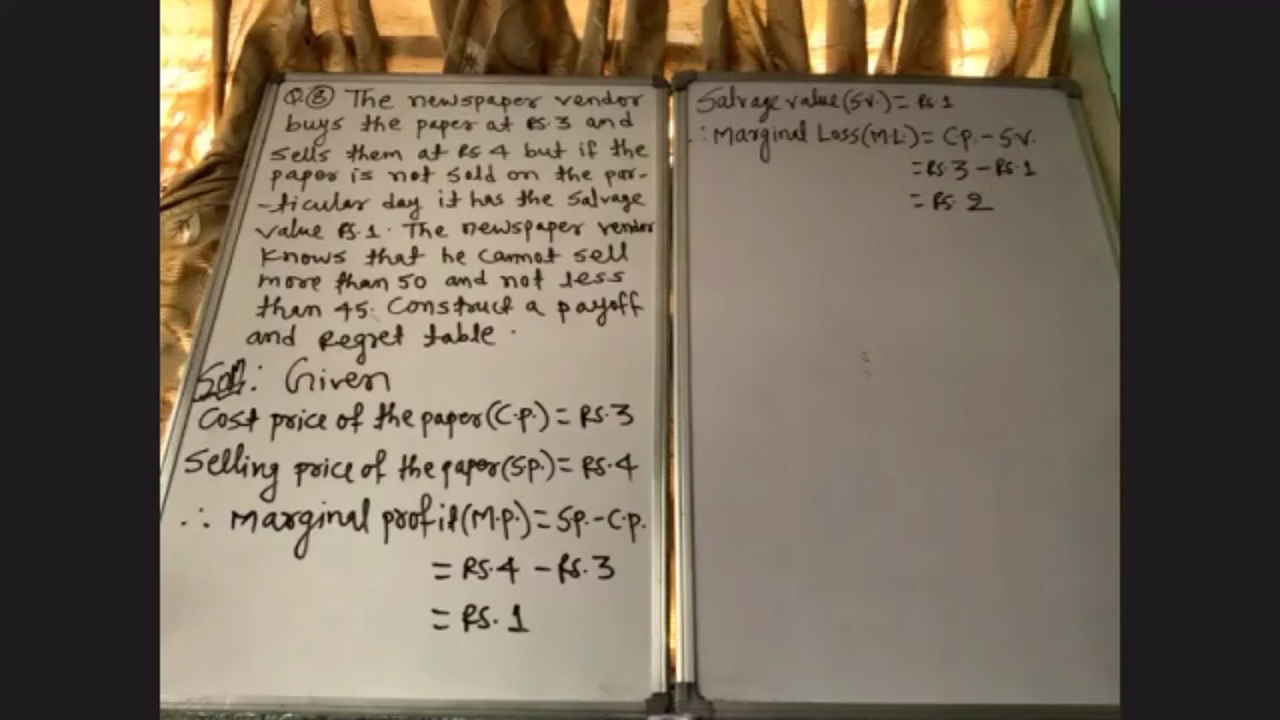 Q.③ The newspaper vendor
buys the paper at Rs.3 and
sells them at Rs 4 but if the
paper is not sold on the par-
-ticular day it has the salvage
value Rs.1. The newspaper vendor
knows that he cannot sell
more than 50 and not less
than 45. Construct a payoff
and Regret table.
Soln: Given
Cost price of the paper (C.p.) = Rs.3
Selling price of the paper (S.p.) = Rs.4
∴ Marginal profit (M.p.) = S.p. - C.p.
= Rs.4 - Rs.3
= Rs. 1
Salvage value (S.V.) = Rs.1
∴ Marginal Loss (M.L.) = C.p. - S.V.
= Rs.3 - Rs.1
= Rs. 2